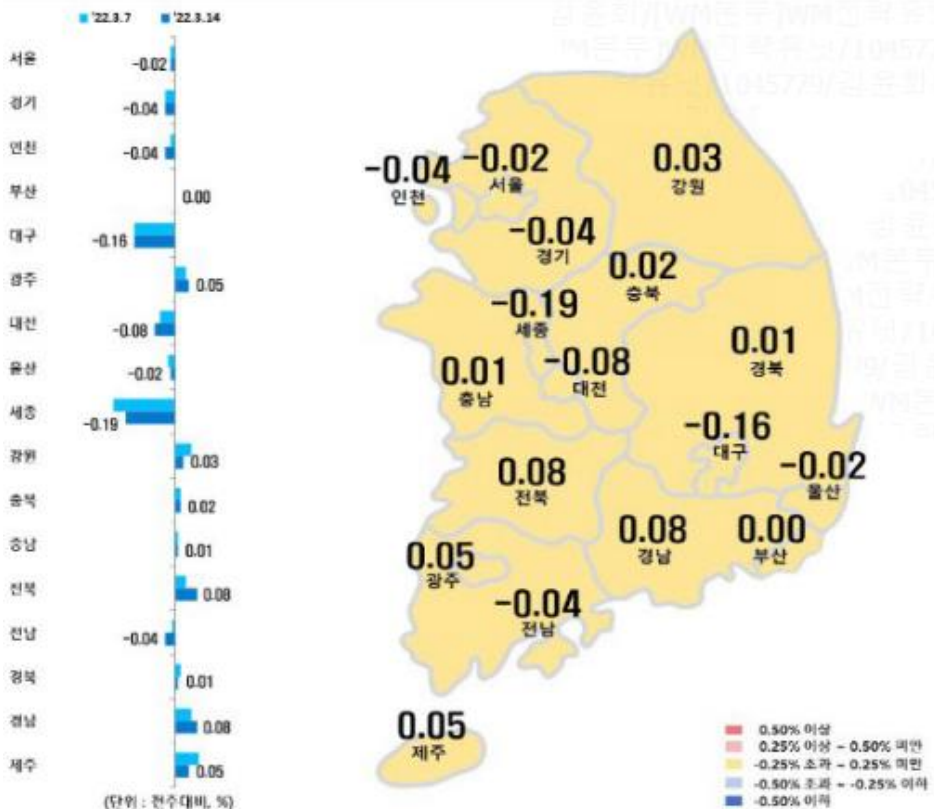 '22.3.7 '22.3.14
서울 -0.02
경기 -0.04
인천 -0.04
부산 0.00
대구 -0.16
광주 0.05
대전 -0.08
울산 -0.02
세종 -0.19
강원 0.03
충북 0.02
충남 0.01
전북 0.08
전남 -0.04
경북 0.01
경남 0.08
제주 0.05
(단위 : 전주대비, %)
-0.04
인천
-0.02
서울
0.03
강원
-0.04
경기
0.02
충북
-0.19
세종
0.01
충남
-0.08
대전
0.01
경북
-0.16
대구
-0.02
울산
0.08
전북
0.08
경남
0.00
부산
0.05
광주
-0.04
전남
0.05
제주
0.50% 이상
0.25% 이상 ~ 0.50% 미만
-0.25% 초과 ~ 0.25% 미만
-0.50% 초과 ~ -0.25% 이하
-0.50% 이하